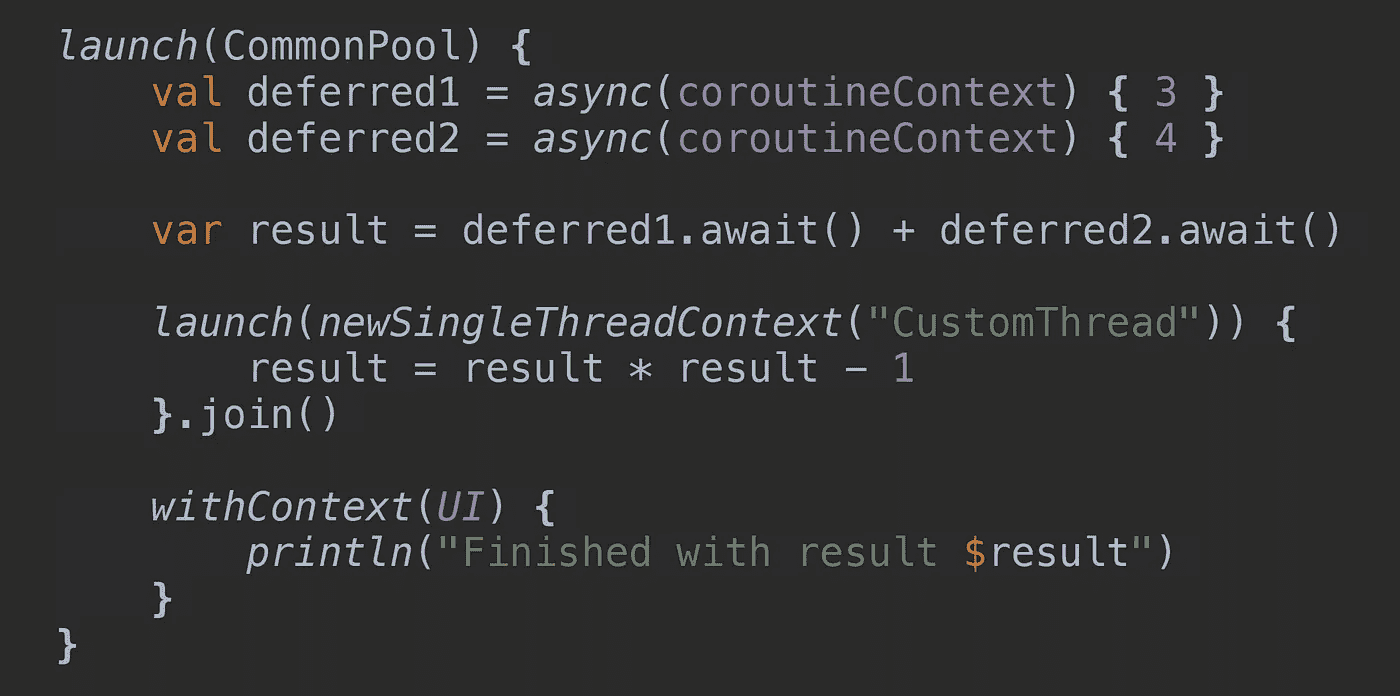 launch(CommonPool) {
    val deferred1 = async(coroutineContext) { 3 }
    val deferred2 = async(coroutineContext) { 4 }

    var result = deferred1.await() + deferred2.await()

    launch(newSingleThreadContext("CustomThread")) {
        result = result * result - 1
    }.join()

    withContext(UI) {
        println("Finished with result $result")
    }
}